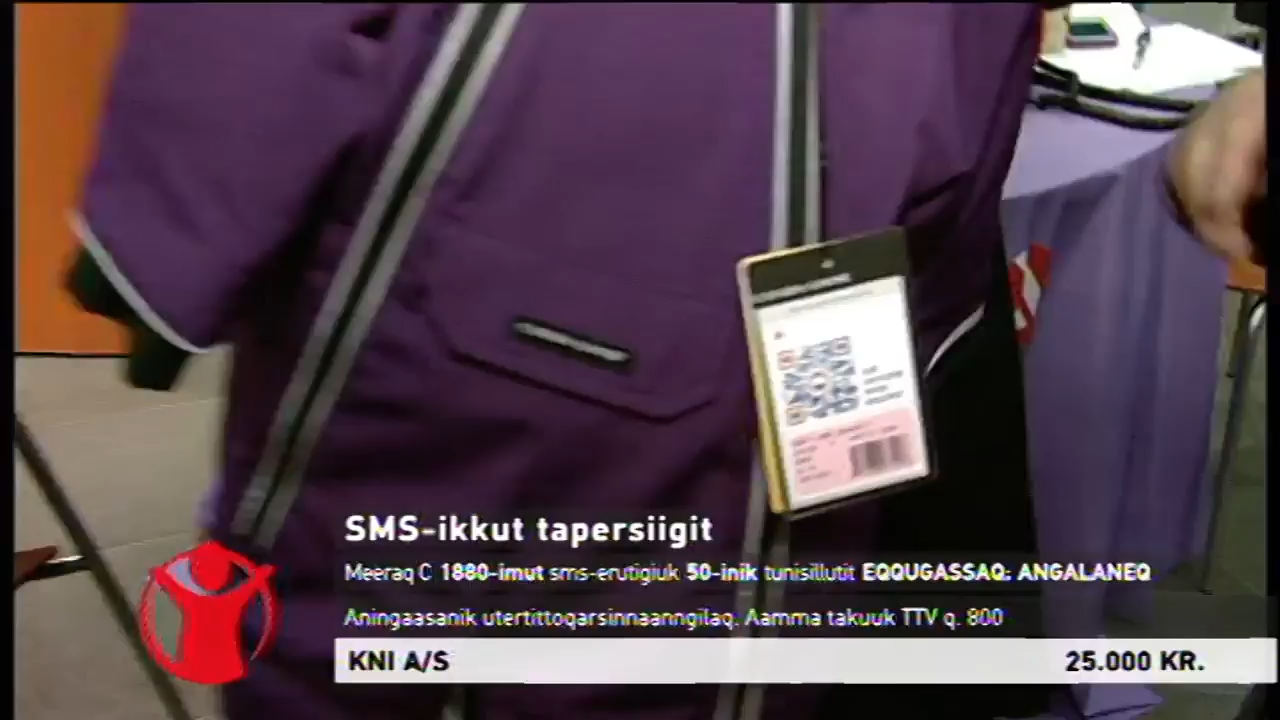 SMS-ikkut tapersiigit
Meeraq C 1880-imut sms-erutigiuk 50-inik tunisillutit EQQUGASSAQ: ANGALANEQ
Aningaasanik utertittoqarsinnaanngilaq. Aamma takuuk TTV q. 800
KNI A/S 25.000 KR.